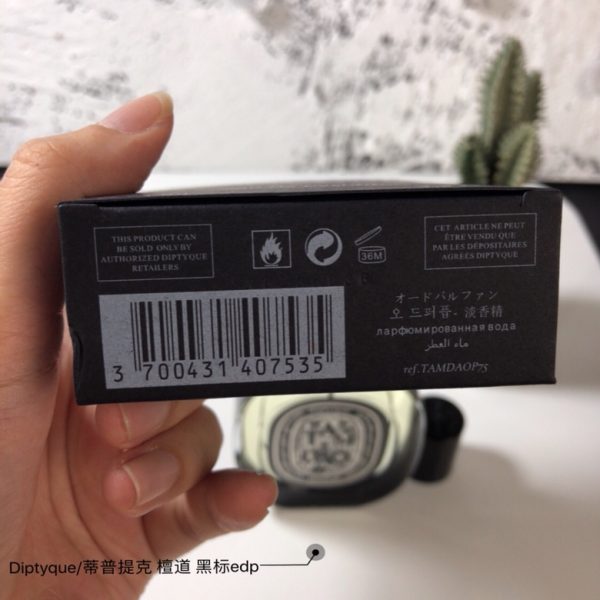 THIS PRODUCT CAN
BE SOLD ONLY BY
AUTHORIZED DIPTYQUE
RETAILERS
36M
CET ARTICLE NE PEUT
ÊTRE VENDU QUE
PAR LES DÉPOSITAIRES
AGRÉÉS DIPTYQUE
3 700431 407535
オードパルファン
오 드 퍼퓸 - 淡香精
парфюмированная вода
ماء العطر
ref.TAMDAOP75
Diptyque/蒂普提克 檀道 黑标edp